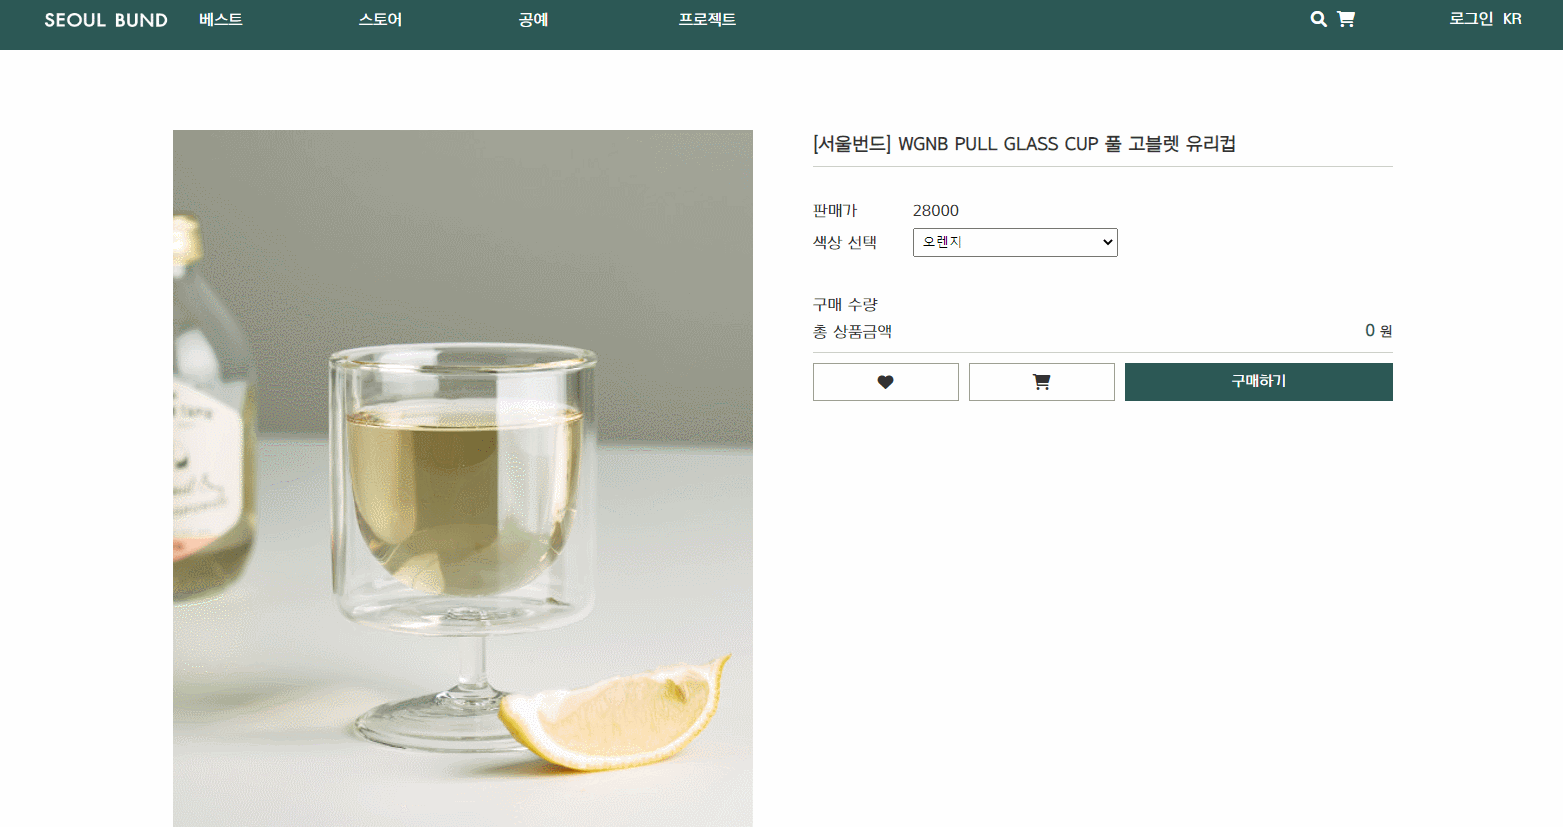 SEOUL BUND 베스트 스토어 공예 프로젝트 로그인 KR
[서울번드] WGNB PULL GLASS CUP 풀 고블렛 유리컵
판매가 28000
색상 선택 오렌지
구매 수량
총 상품금액 0 원
구매하기